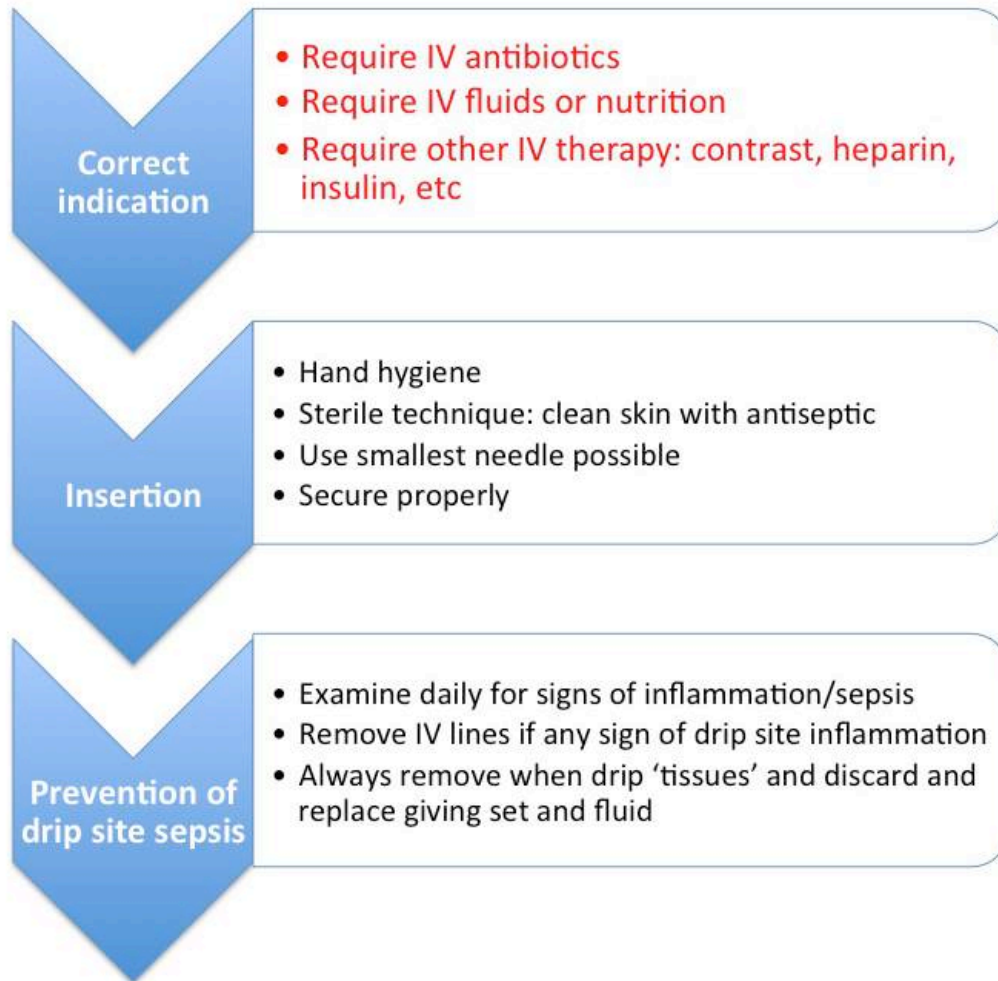 Correct
indication
• Require IV antibiotics
• Require IV fluids or nutrition
• Require other IV therapy: contrast, heparin,
insulin, etc
Insertion
• Hand hygiene
• Sterile technique: clean skin with antiseptic
• Use smallest needle possible
• Secure properly
Prevention of
drip site sepsis
• Examine daily for signs of inflammation/sepsis
• Remove IV lines if any sign of drip site inflammation
• Always remove when drip ‘tissues’ and discard and
replace giving set and fluid